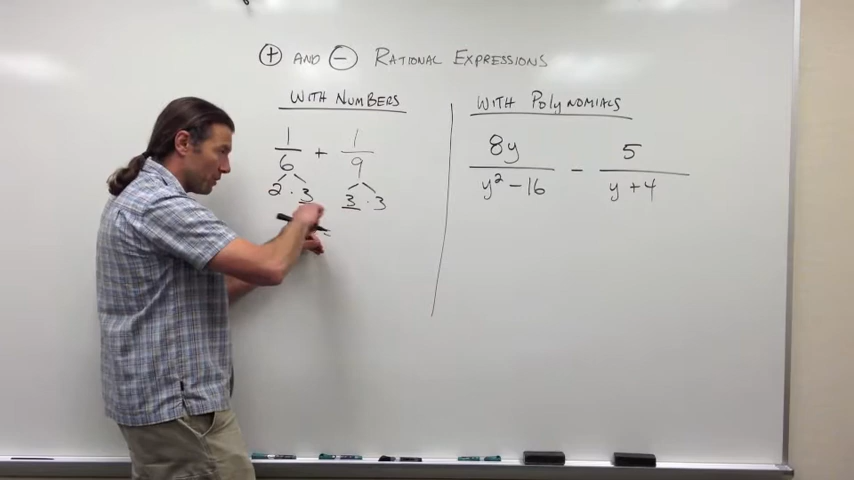 + AND - RATIONAL EXPRESSIONS
WITH NUMBERS
1/6 + 1/9
2 · 3 3 · 3
WITH POLYNOMIALS
8y/(y² - 16) - 5/(y + 4)